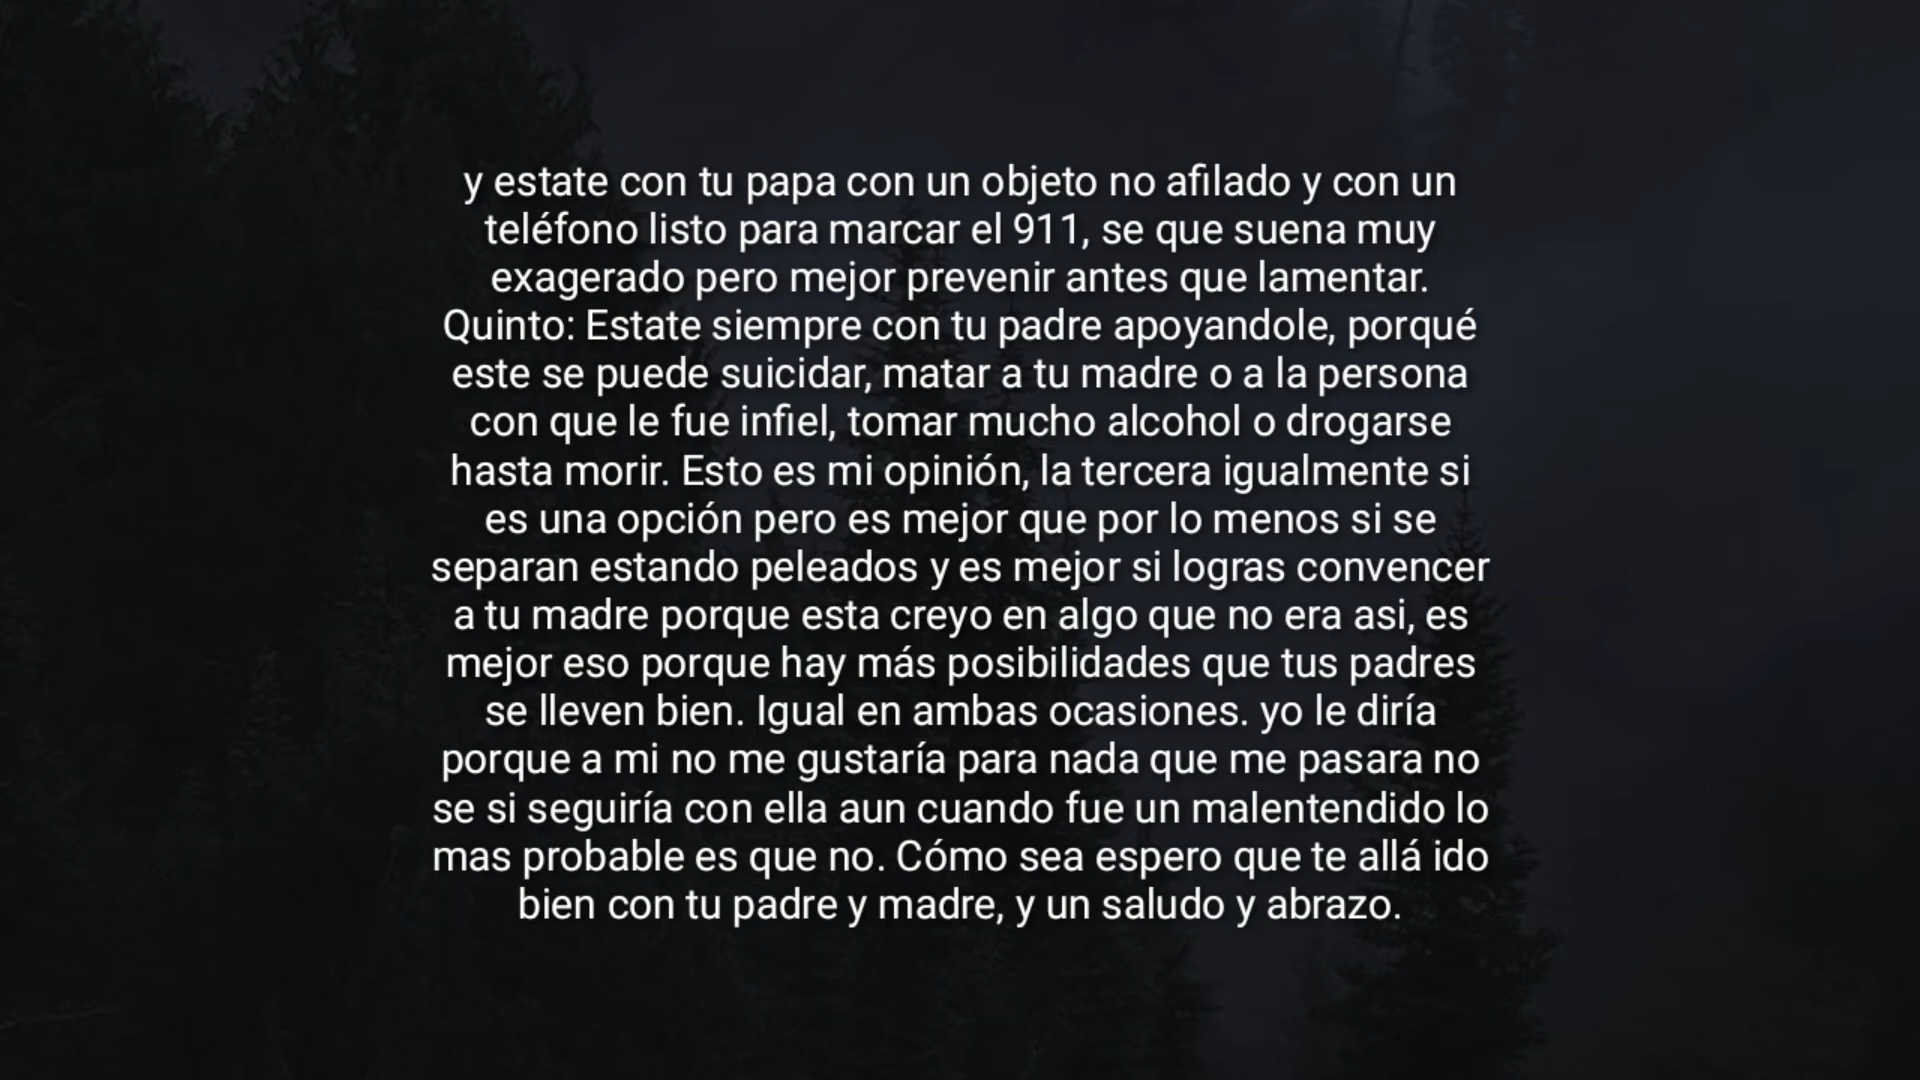 y estate con tu papa con un objeto no afilado y con un
teléfono listo para marcar el 911, se que suena muy
exagerado pero mejor prevenir antes que lamentar.
Quinto: Estate siempre con tu padre apoyandole, porqué
este se puede suicidar, matar a tu madre o a la persona
con que le fue infiel, tomar mucho alcohol o drogarse
hasta morir. Esto es mi opinión, la tercera igualmente si
es una opción pero es mejor que por lo menos si se
separan estando peleados y es mejor si logras convencer
a tu madre porque esta creyo en algo que no era asi, es
mejor eso porque hay más posibilidades que tus padres
se lleven bien. Igual en ambas ocasiones. yo le diría
porque a mi no me gustaría para nada que me pasara no
se si seguiría con ella aun cuando fue un malentendido lo
mas probable es que no. Cómo sea espero que te allá ido
bien con tu padre y madre, y un saludo y abrazo.